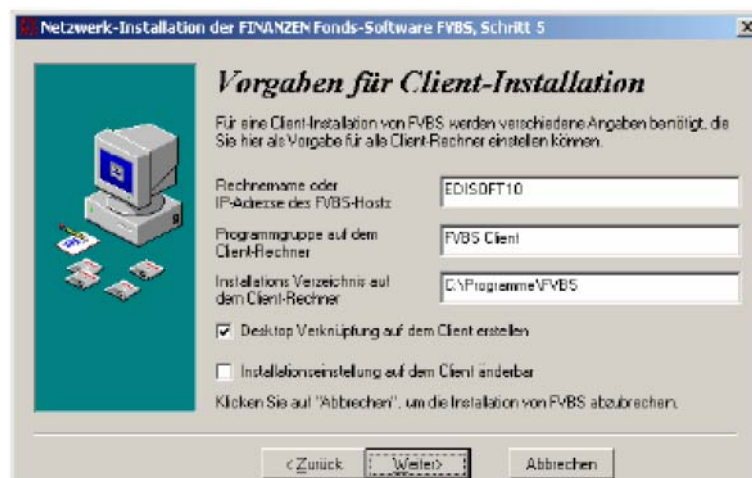 Netzwerk-Installation der FINANZEN Fonds-Software FVBS, Schritt 5
Vorgaben für Client-Installation
Für eine Client-Installation von FVBS werden verschiedene Angaben benötigt, die
Sie hier als Vorgabe für alle Client-Rechner einstellen können.
Rechnername oder
IP-Adresse des FVBS-Hosts
EDISOFT10
Programmgruppe auf dem
Client-Rechner
FVBS Client
Installations Verzeichnis auf
dem Client-Rechner
C:\Programme\FVBS
Desktop Verknüpfung auf dem Client erstellen
Installationseinstellung auf dem Client änderbar
Klicken Sie auf "Abbrechen", um die Installation von FVBS abzubrechen.
< Zurück
Weiter>
Abbrechen